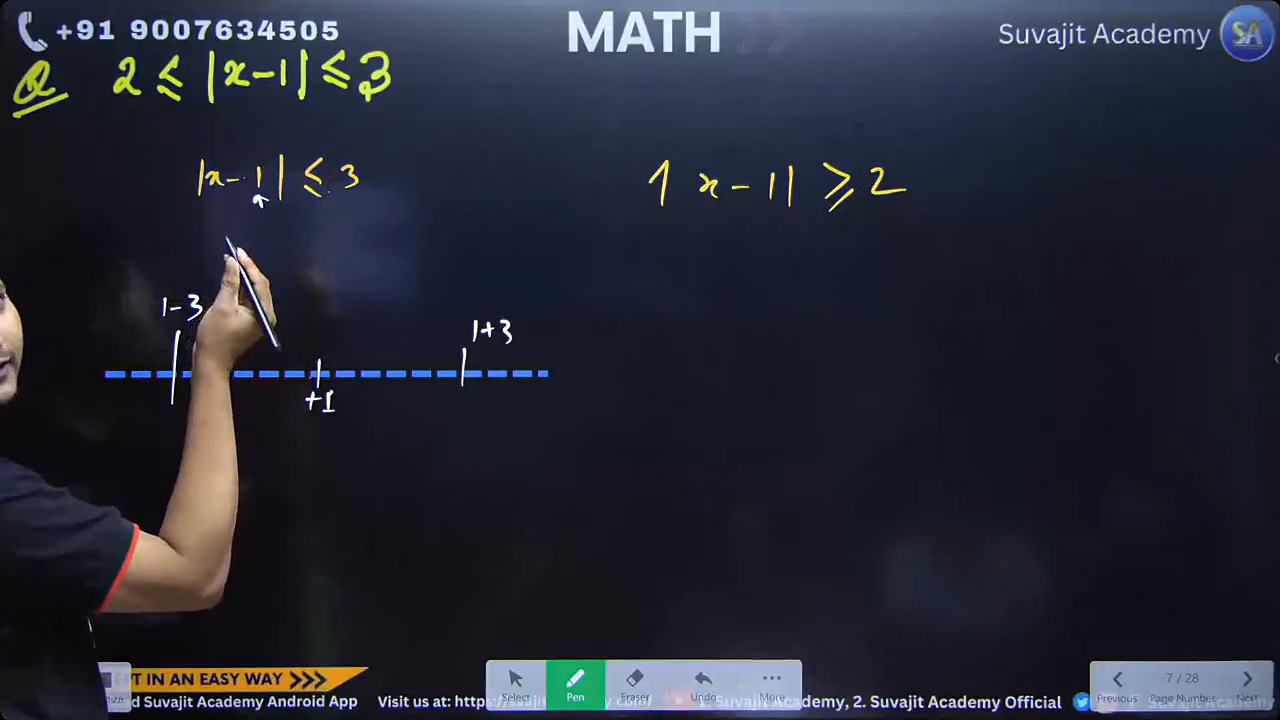 +91 9007634505
MATH
Suvajit Academy
SA
Q 2 ≤ |x-1| ≤ 3
|x-1| ≤ 3
|x-1| ≥ 2
1-3
1+3
+1
EPT IN AN EASY WAY >>>
Select
Pen
Eraser
Undo
More
Previous
7 / 28
Page Number
Next
d Suvajit Academy Android App
Visit us at: https:/
1. Suvajit Academy, 2. Suvajit Academy Official